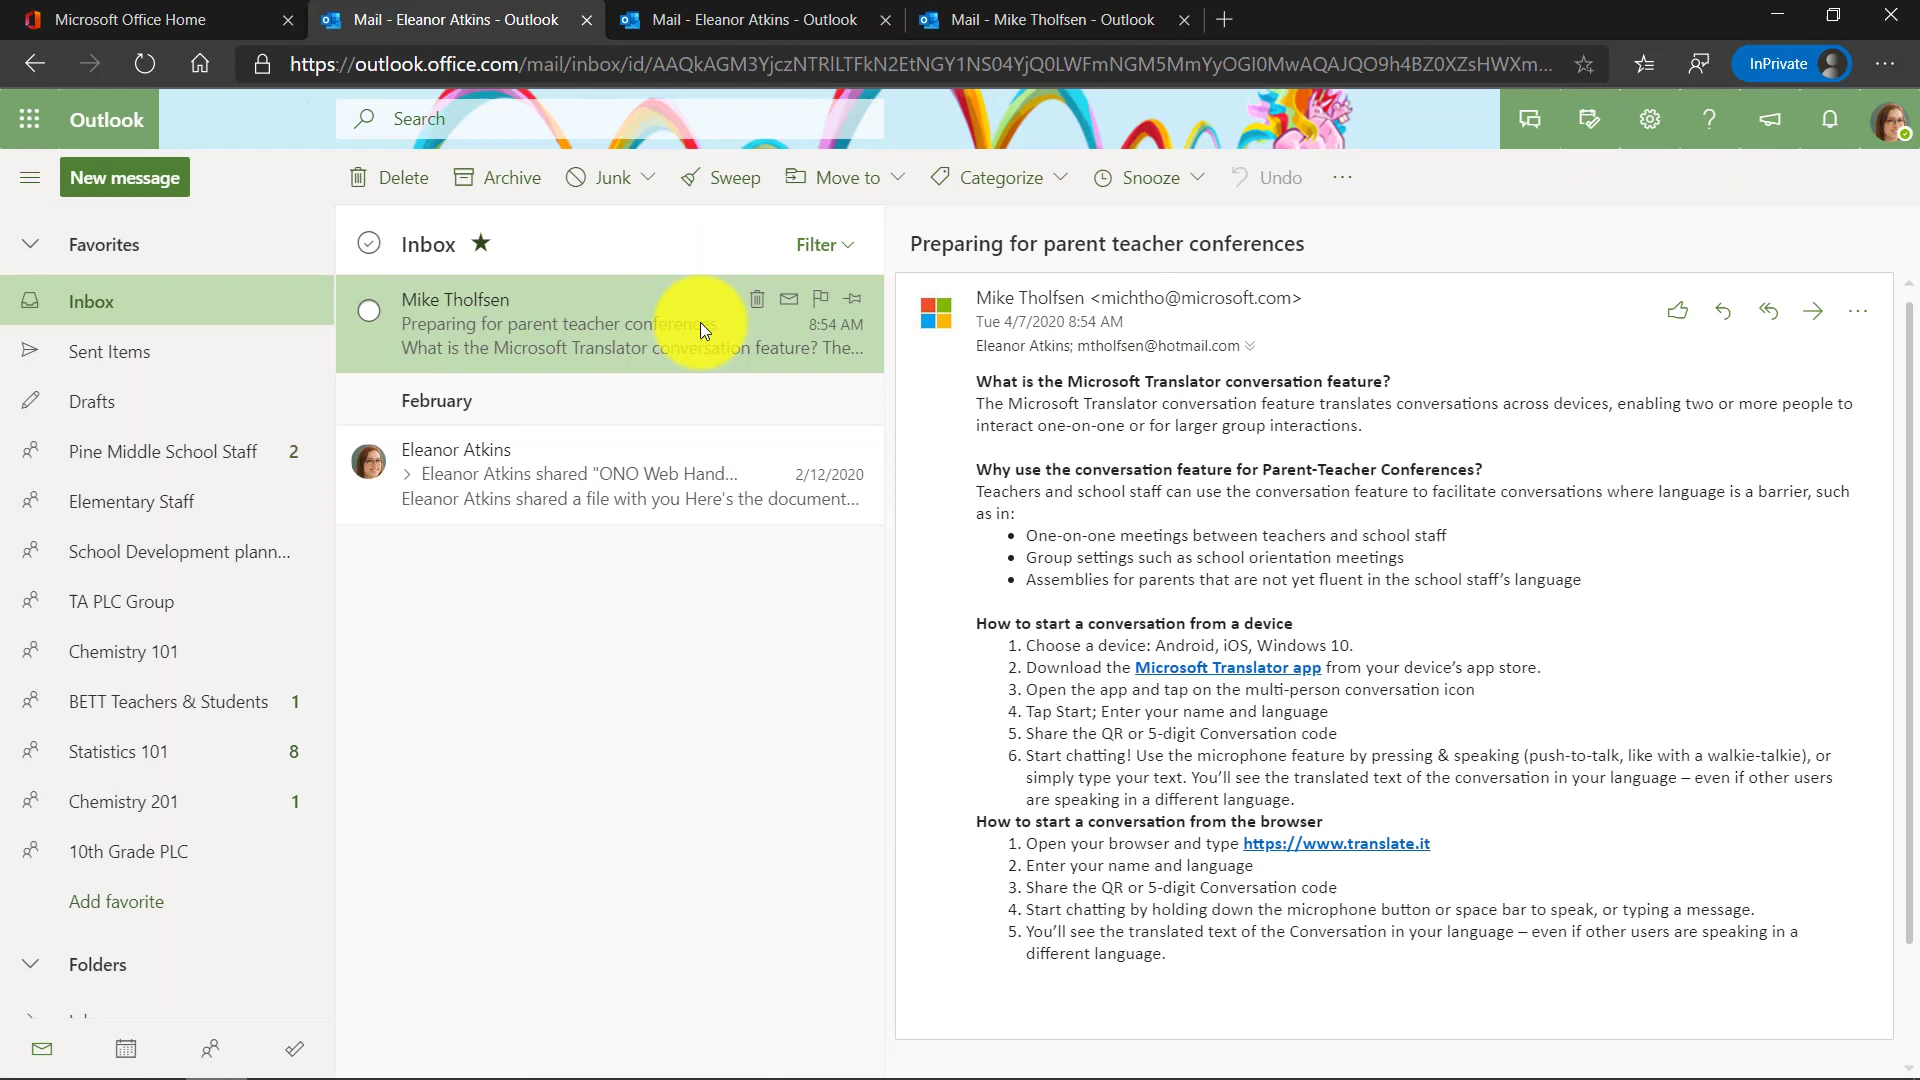 Microsoft Office Home
Mail - Eleanor Atkins - Outlook
Mail - Eleanor Atkins - Outlook
Mail - Mike Tholfsen - Outlook
https://outlook.office.com/mail/inbox/id/AAQkAGM3YjczNTRlLTFkN2EtNGY1NS04YjQ0LWFmNGM5MmYyOGI0MwAQAJQO9h4BZ0XZsHWXm...
InPrivate
Outlook
Search
New message
Delete
Archive
Junk
Sweep
Move to
Categorize
Snooze
Undo
Favorites
Inbox
Sent Items
Drafts
Pine Middle School Staff 2
Elementary Staff
School Development plann...
TA PLC Group
Chemistry 101
BETT Teachers & Students 1
Statistics 101 8
Chemistry 201 1
10th Grade PLC
Add favorite
Folders
Inbox
Filter
Mike Tholfsen
Preparing for parent teacher conferences 8:54 AM
What is the Microsoft Translator conversation feature? The...
February
Eleanor Atkins
> Eleanor Atkins shared "ONO Web Hand... 2/12/2020
Eleanor Atkins shared a file with you Here's the document...
Preparing for parent teacher conferences
Mike Tholfsen <michtho@microsoft.com>
Tue 4/7/2020 8:54 AM
Eleanor Atkins; mtholfsen@hotmail.com
What is the Microsoft Translator conversation feature?
The Microsoft Translator conversation feature translates conversations across devices, enabling two or more people to
interact one-on-one or for larger group interactions.
Why use the conversation feature for Parent-Teacher Conferences?
Teachers and school staff can use the conversation feature to facilitate conversations where language is a barrier, such
as in:
• One-on-one meetings between teachers and school staff
• Group settings such as school orientation meetings
• Assemblies for parents that are not yet fluent in the school staff's language
How to start a conversation from a device
1. Choose a device: Android, iOS, Windows 10.
2. Download the Microsoft Translator app from your device's app store.
3. Open the app and tap on the multi-person conversation icon
4. Tap Start; Enter your name and language
5. Share the QR or 5-digit Conversation code
6. Start chatting! Use the microphone feature by pressing & speaking (push-to-talk, like with a walkie-talkie), or
simply type your text. You'll see the translated text of the conversation in your language – even if other users
are speaking in a different language.
How to start a conversation from the browser
1. Open your browser and type https://www.translate.it
2. Enter your name and language
3. Share the QR or 5-digit Conversation code
4. Start chatting by holding down the microphone button or space bar to speak, or typing a message.
5. You'll see the translated text of the Conversation in your language – even if other users are speaking in a
different language.